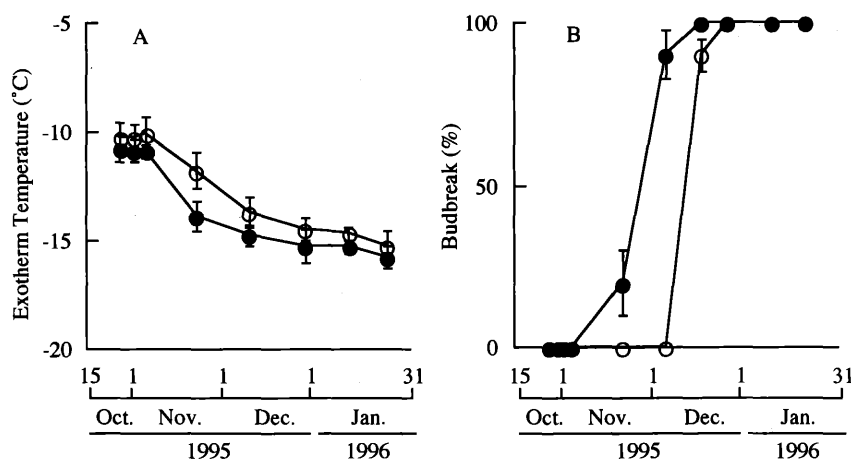 A
Exotherm Temperature (°C)
-5
-10
-15
-20
15 1 1 1 31
Oct. Nov. Dec. Jan.
1995 1996
B
Budbreak (%)
100
50
0
15 1 1 1 31
Oct. Nov. Dec. Jan.
1995 1996